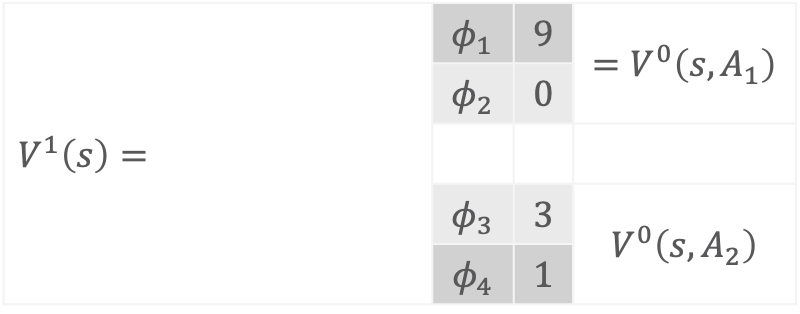 ϕ₁ 9
= V⁰(s, A₁)
ϕ₂ 0
V¹(s) =
ϕ₃ 3
V⁰(s, A₂)
ϕ₄ 1